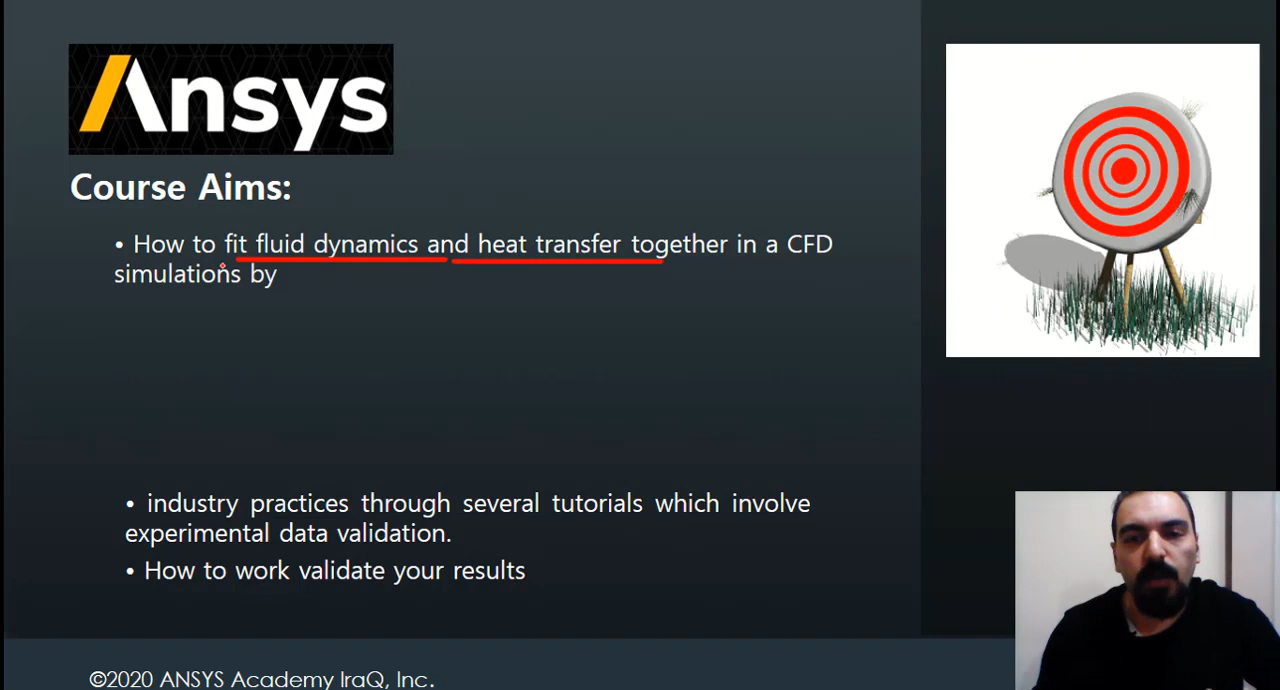 Ansys
Course Aims:
• How to fit fluid dynamics and heat transfer together in a CFD
simulations by
• industry practices through several tutorials which involve
experimental data validation.
• How to work validate your results
©2020 ANSYS Academy IraQ, Inc.